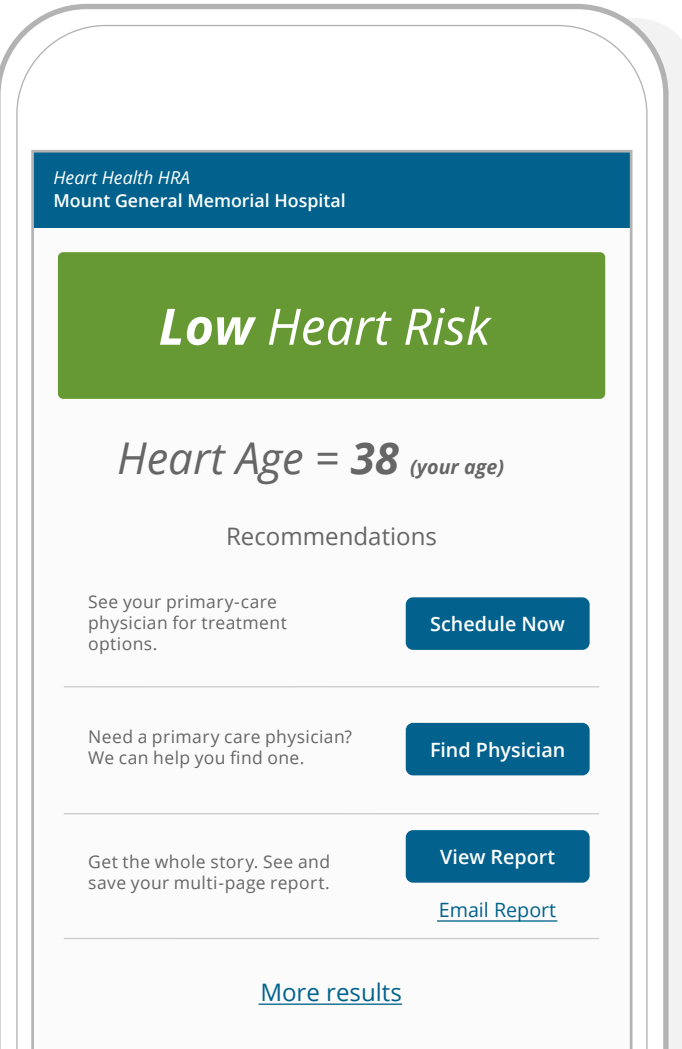 Heart Health HRA
Mount General Memorial Hospital
Low Heart Risk
Heart Age = 38 (your age)
Recommendations
See your primary-care
physician for treatment
options.
Schedule Now
Need a primary care physician?
We can help you find one.
Find Physician
Get the whole story. See and
save your multi-page report.
View Report
Email Report
More results